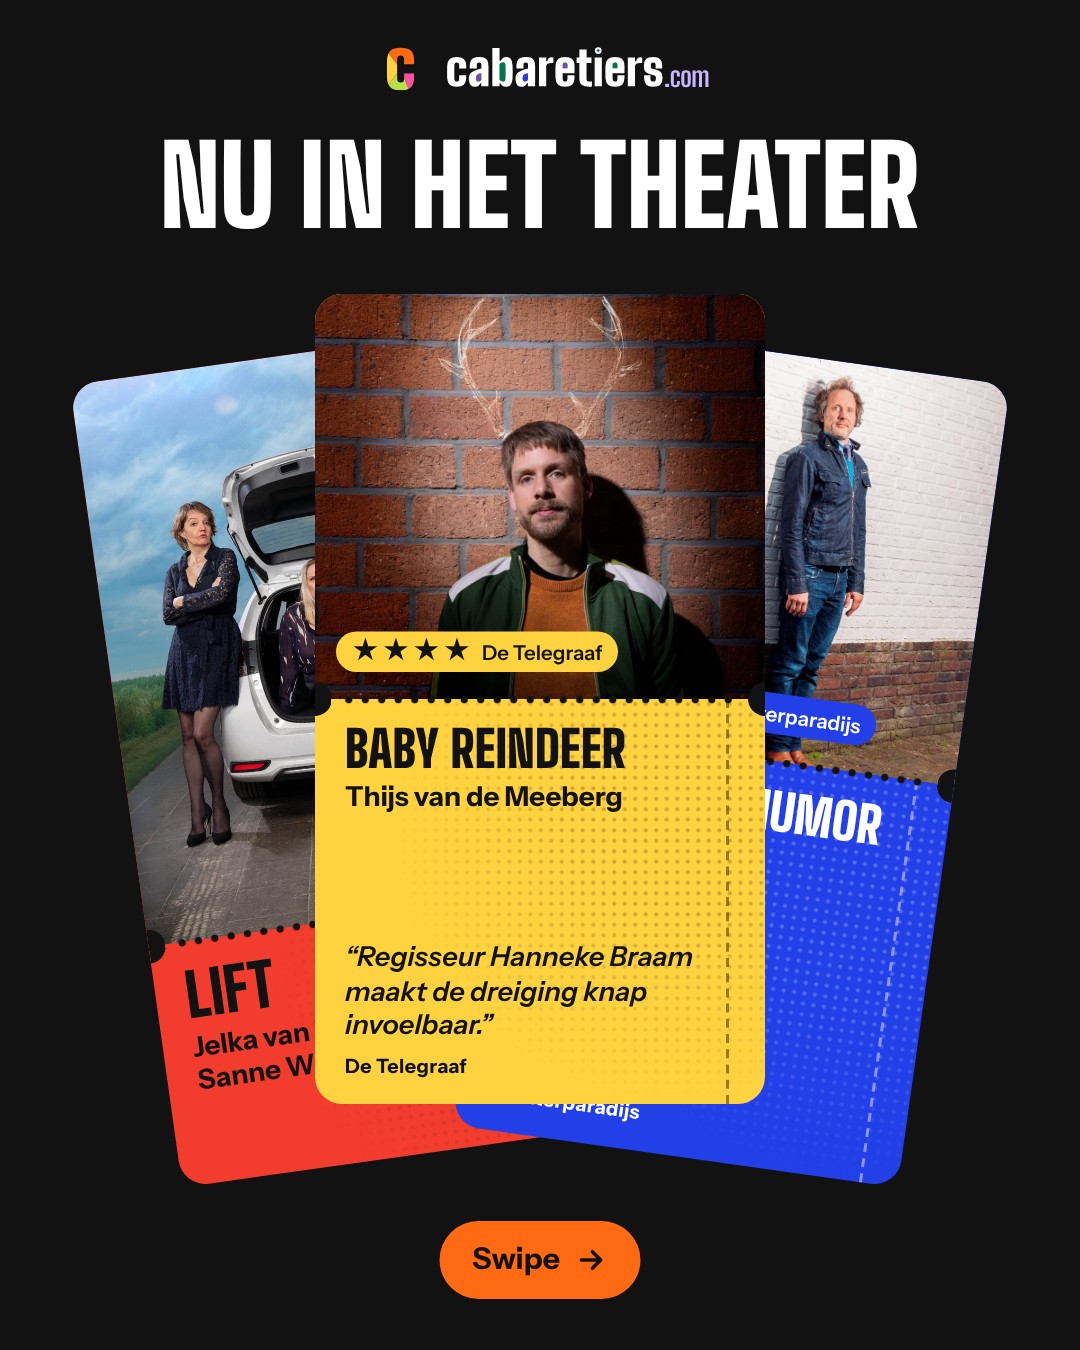 cabaretiers.com
NU IN HET THEATER
★★★★ De Telegraaf
BABY REINDEER
Thijs van de Meeberg
“Regisseur Hanneke Braam
maakt de dreiging knap
invoelbaar.”
De Telegraaf
LIFT
Jelka van
Sanne W
erparadijs
UMOR
erparadijs
Swipe →